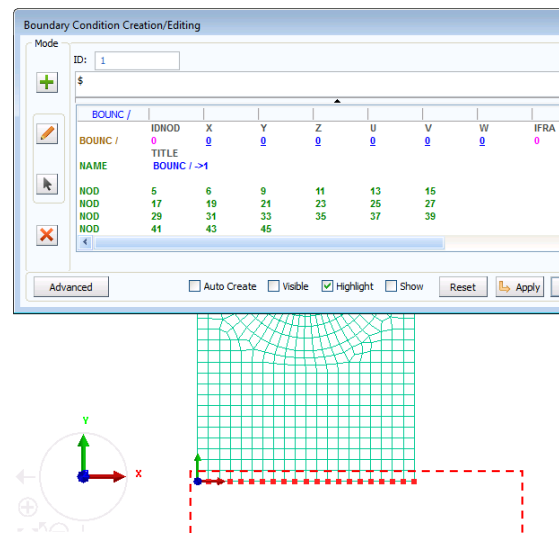 Boundary Condition Creation/Editing
Mode
ID: 1
$
BOUNC /
IDNOD X Y Z U V W IFRA
BOUNC / 0 0 0 0 0 0 0 0
TITLE
NAME BOUNC / ->1
NOD 5 6 9 11 13 15
NOD 17 19 21 23 25 27
NOD 29 31 33 35 37 39
NOD 41 43 45
Advanced Auto Create Visible Highlight Show Reset Apply
Y
X